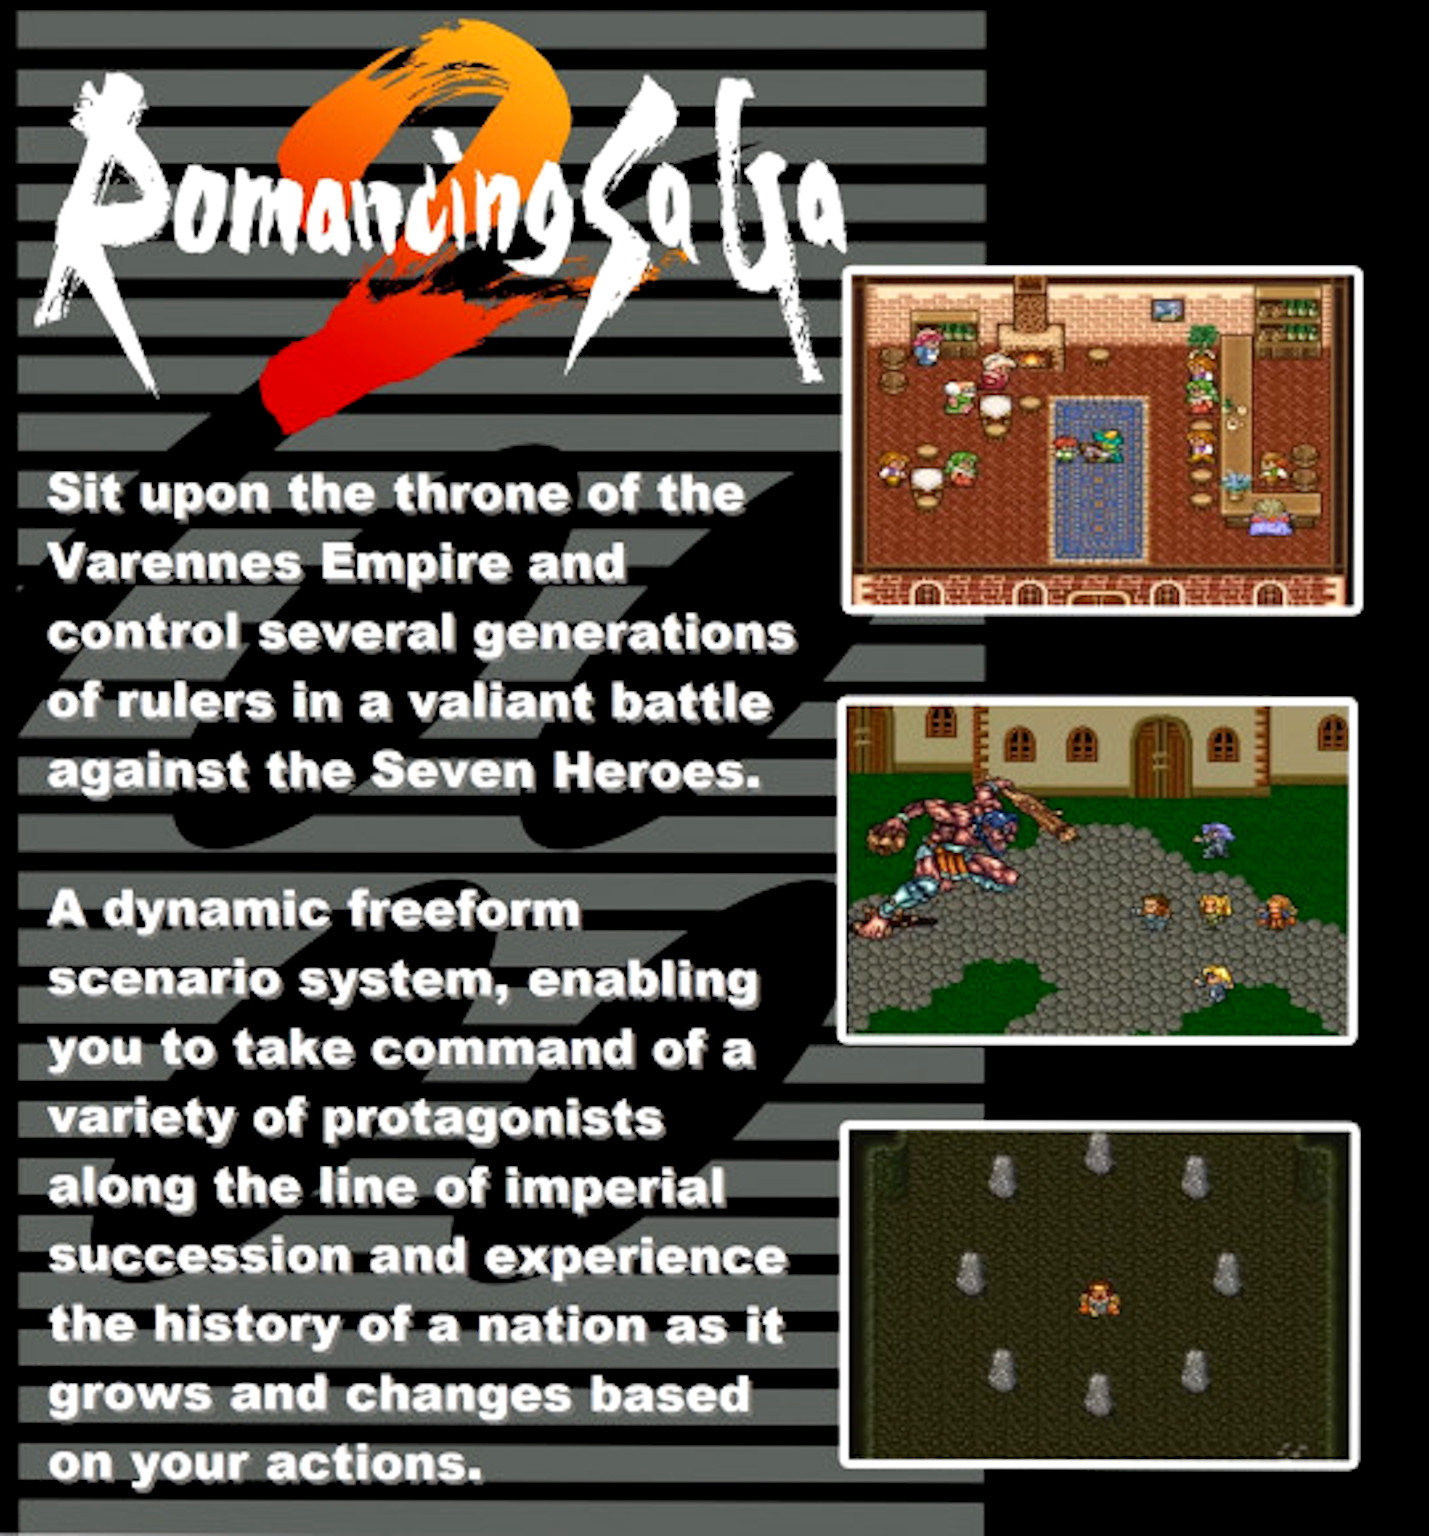 Romancing SaGa
2
Sit upon the throne of the
Varennes Empire and
control several generations
of rulers in a valiant battle
against the Seven Heroes.
A dynamic freeform
scenario system, enabling
you to take command of a
variety of protagonists
along the line of imperial
succession and experience
the history of a nation as it
grows and changes based
on your actions.